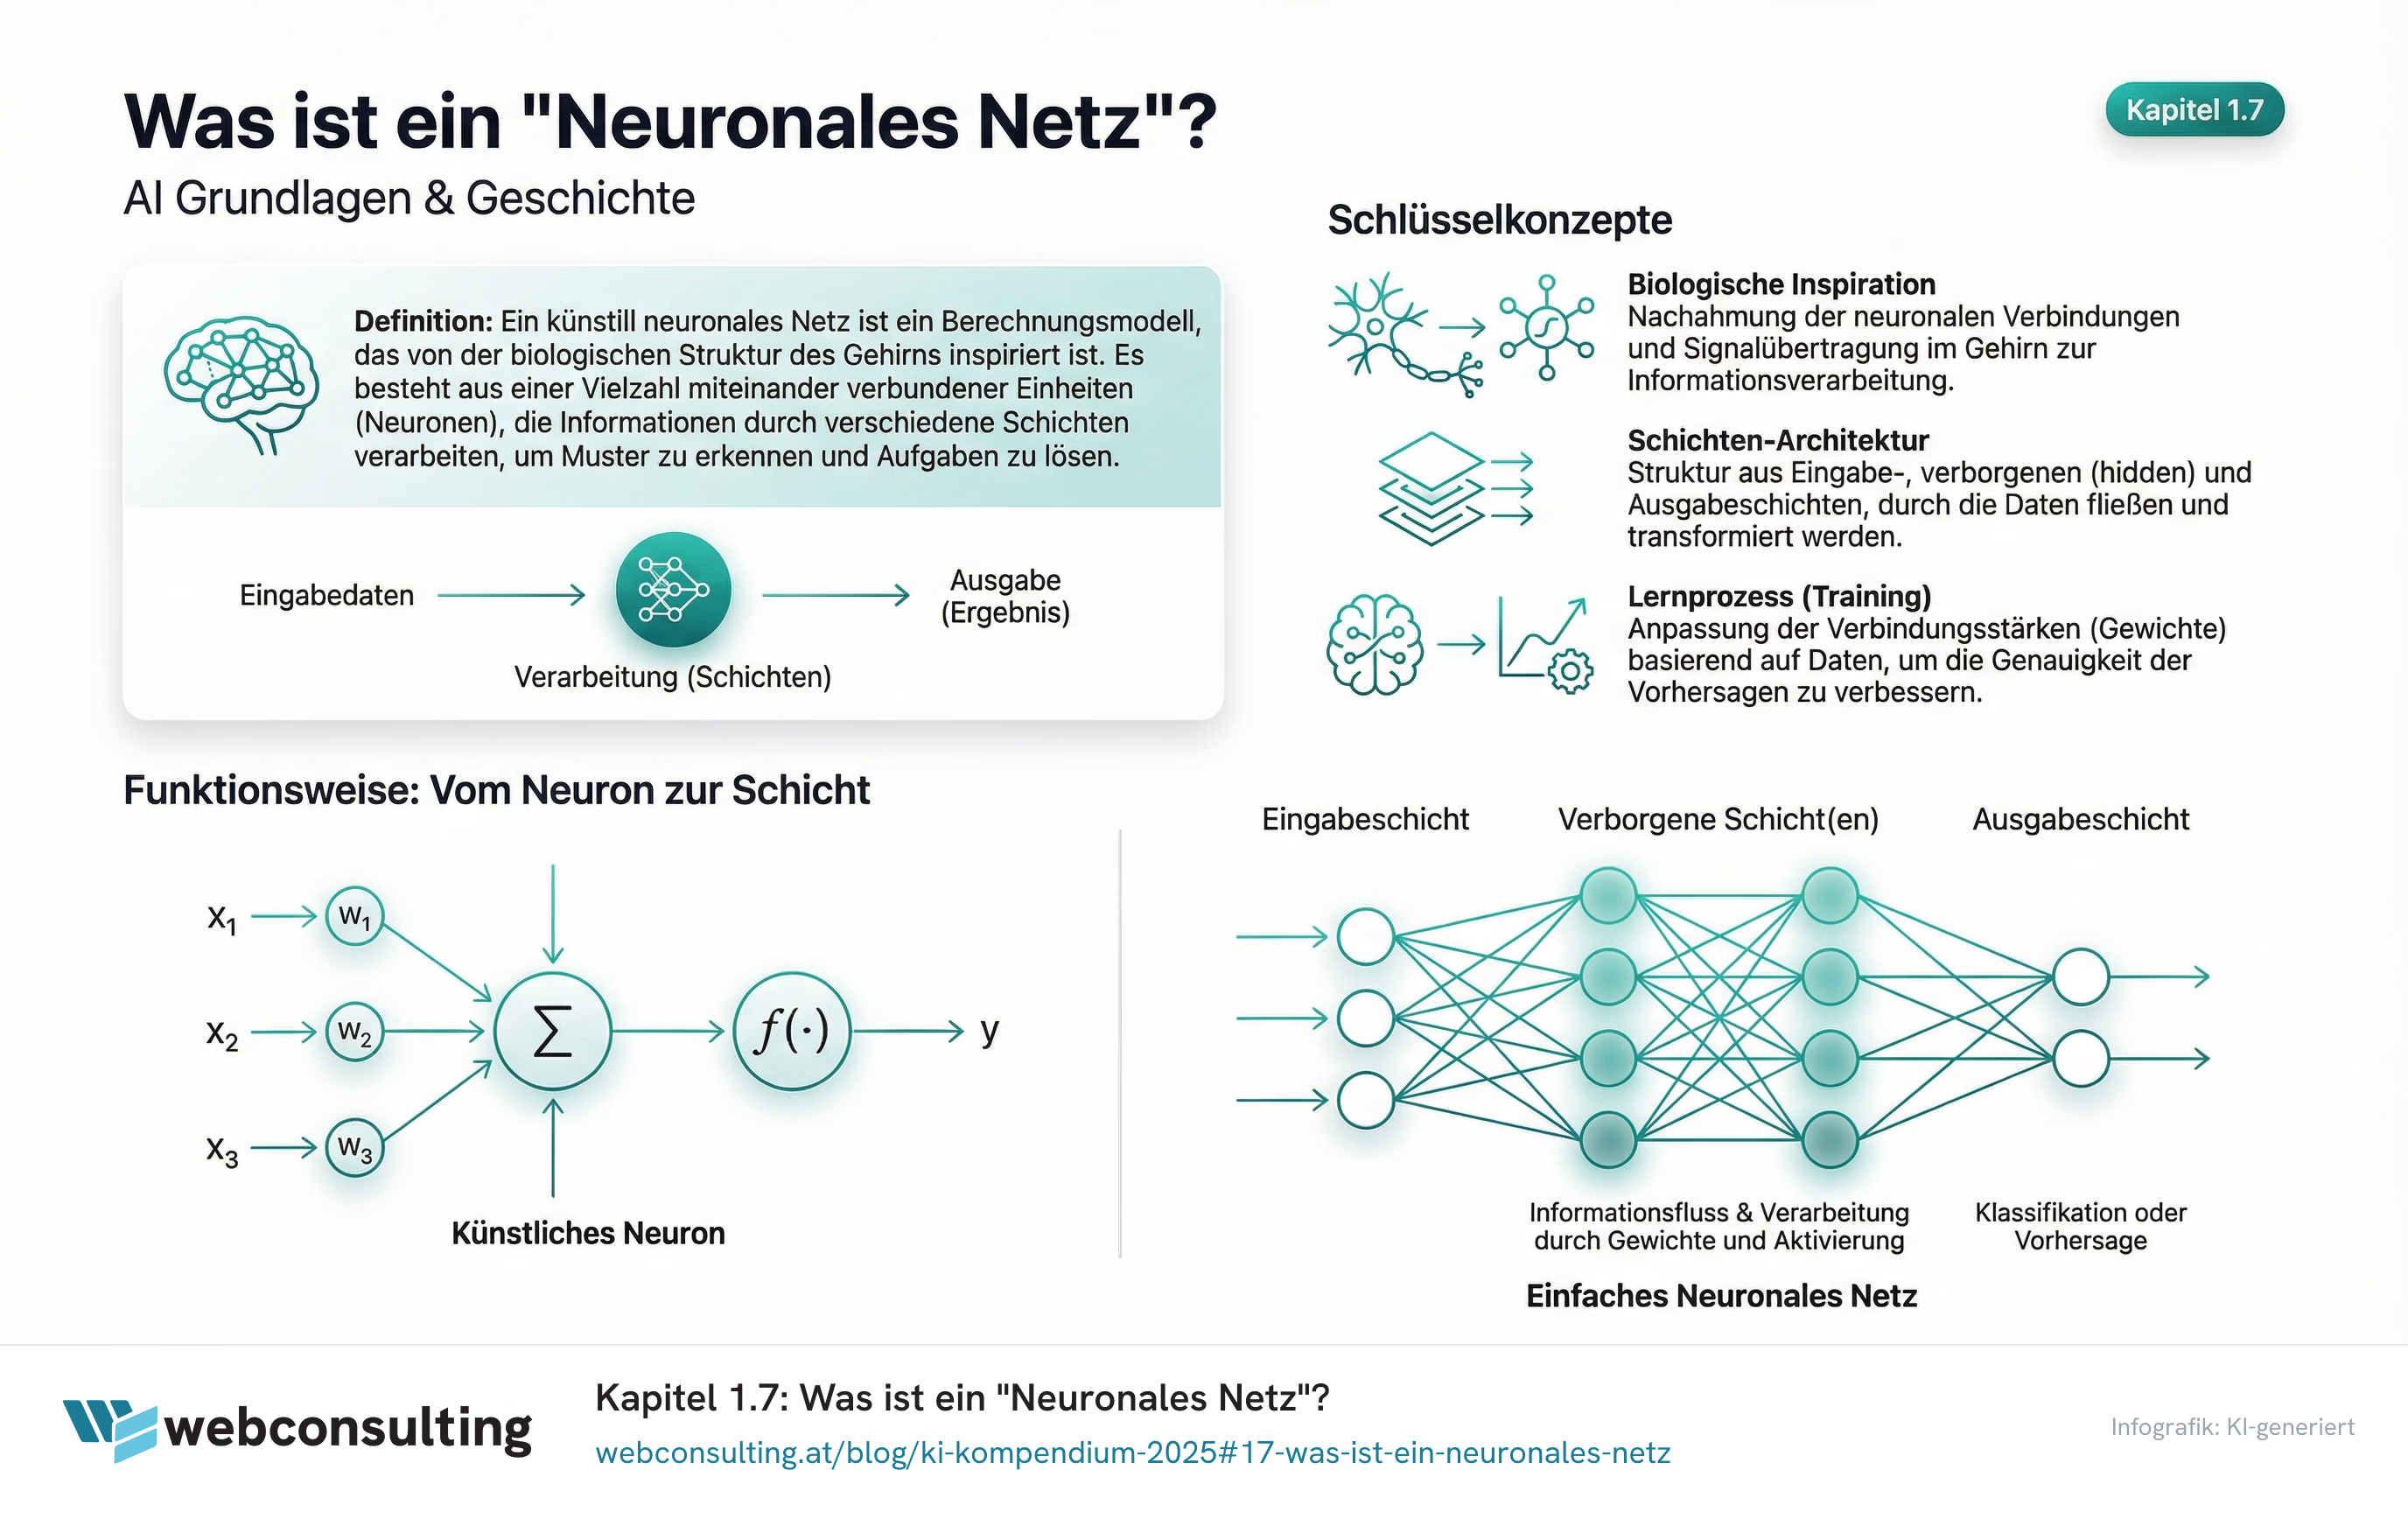 Was ist ein "Neuronales Netz"?
Kapitel 1.7
AI Grundlagen & Geschichte
Definition: Ein künstill neuronales Netz ist ein Berechnungsmodell,
das von der biologischen Struktur des Gehirns inspiriert ist. Es
besteht aus einer Vielzahl miteinander verbundener Einheiten
(Neuronen), die Informationen durch verschiedene Schichten
verarbeiten, um Muster zu erkennen und Aufgaben zu lösen.
Eingabedaten
Verarbeitung (Schichten)
Ausgabe
(Ergebnis)
Schlüsselkonzepte
Biologische Inspiration
Nachahmung der neuronalen Verbindungen
und Signalübertragung im Gehirn zur
Informationsverarbeitung.
Schichten-Architektur
Struktur aus Eingabe-, verborgenen (hidden) und
Ausgabeschichten, durch die Daten fließen und
transformiert werden.
Lernprozess (Training)
Anpassung der Verbindungsstärken (Gewichte)
basierend auf Daten, um die Genauigkeit der
Vorhersagen zu verbessern.
Funktionsweise: Vom Neuron zur Schicht
x₁ w₁
x₂ w₂ Σ f(·) y
x₃ w₃
Künstliches Neuron
Eingabeschicht Verborgene Schicht(en) Ausgabeschicht
Informationsfluss & Verarbeitung
durch Gewichte und Aktivierung
Klassifikation oder
Vorhersage
Einfaches Neuronales Netz
webconsulting
Kapitel 1.7: Was ist ein "Neuronales Netz"?
webconsulting.at/blog/ki-kompendium-2025#17-was-ist-ein-neuronales-netz
Infografik: KI-generiert